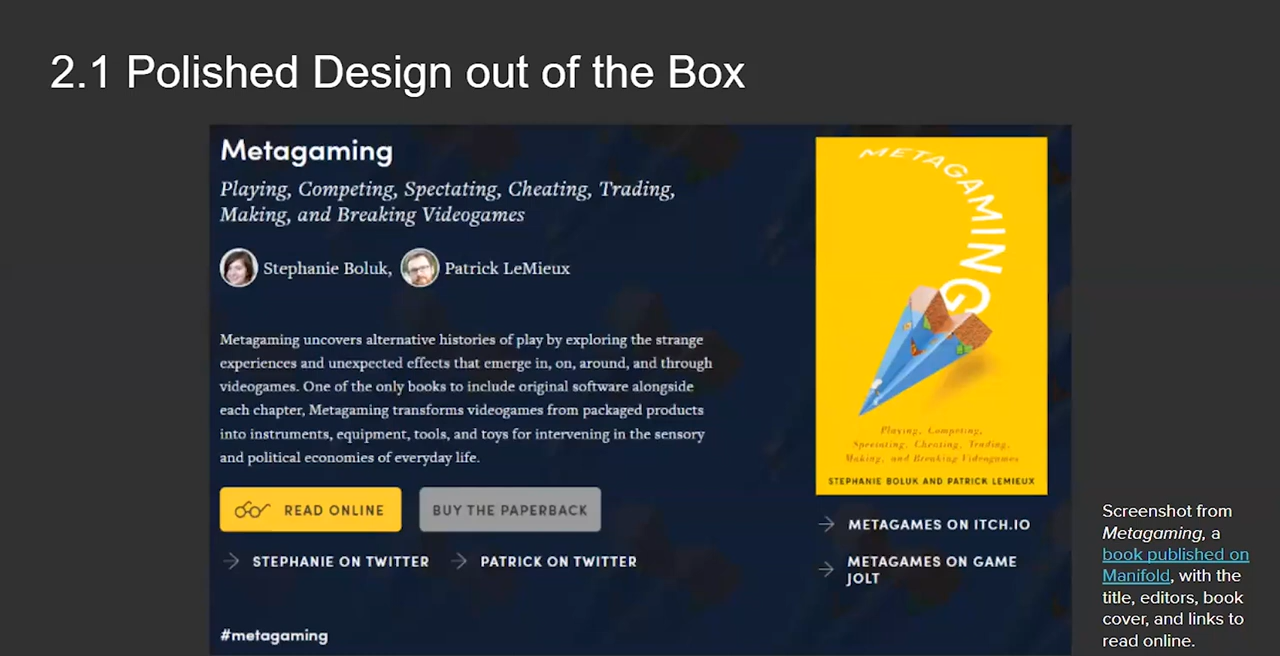 2.1 Polished Design out of the Box
Metagaming
Playing, Competing, Spectating, Cheating, Trading,
Making, and Breaking Videogames
Stephanie Boluk, Patrick LeMieux
Metagaming uncovers alternative histories of play by exploring the strange
experiences and unexpected effects that emerge in, on, around, and through
videogames. One of the only books to include original software alongside
each chapter, Metagaming transforms videogames from packaged products
into instruments, equipment, tools, and toys for intervening in the sensory
and political economies of everyday life.
READ ONLINE
BUY THE PAPERBACK
STEPHANIE ON TWITTER
PATRICK ON TWITTER
#metagaming
METAGAMING
Playing, Competing,
Spectating, Cheating, Trading,
Making, and Breaking Videogames
STEPHANIE BOLUK AND PATRICK LEMIEUX
METAGAMES ON ITCH.IO
METAGAMES ON GAME
JOLT
Screenshot from
Metagaming, a
book published on
Manifold, with the
title, editors, book
cover, and links to
read online.